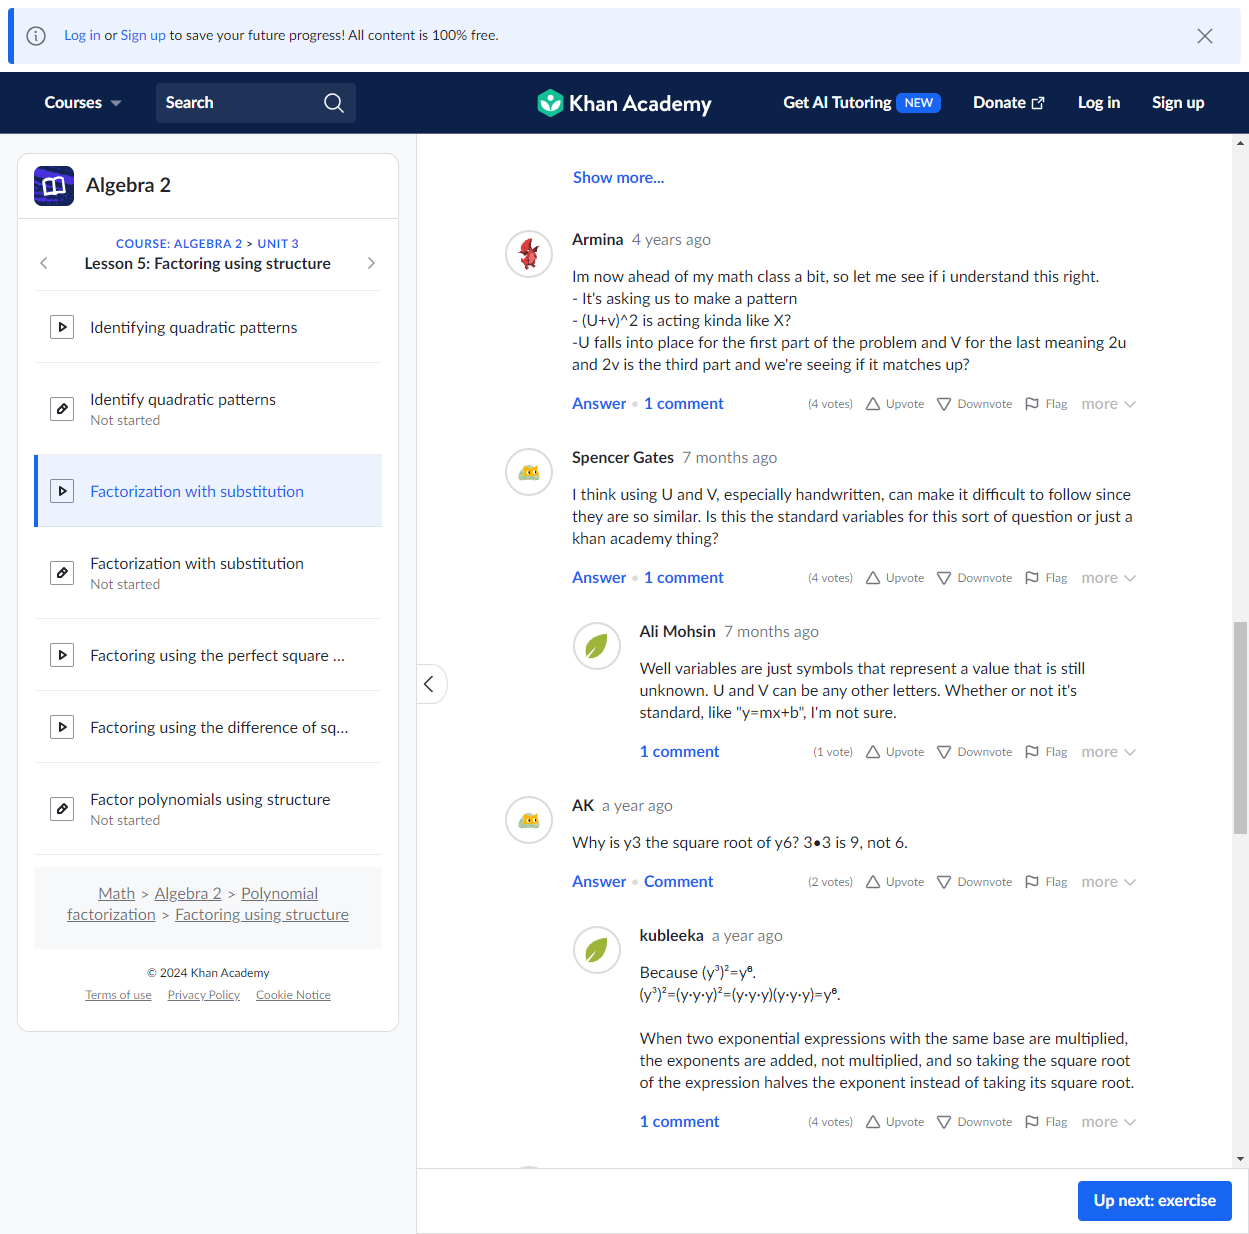 Log in or Sign up to save your future progress! All content is 100% free.
Courses
Search
Khan Academy
Get AI Tutoring NEW
Donate
Log in
Sign up
Algebra 2
COURSE: ALGEBRA 2 > UNIT 3
Lesson 5: Factoring using structure
Identifying quadratic patterns
Identify quadratic patterns
Not started
Factorization with substitution
Factorization with substitution
Not started
Factoring using the perfect square ...
Factoring using the difference of sq...
Factor polynomials using structure
Not started
Math > Algebra 2 > Polynomial
factorization > Factoring using structure
© 2024 Khan Academy
Terms of use Privacy Policy Cookie Notice
Show more...
Armina 4 years ago
Im now ahead of my math class a bit, so let me see if i understand this right.
- It's asking us to make a pattern
- (U+v)^2 is acting kinda like X?
-U falls into place for the first part of the problem and V for the last meaning 2u
and 2v is the third part and we're seeing if it matches up?
Answer • 1 comment (4 votes) Upvote Downvote Flag more
Spencer Gates 7 months ago
I think using U and V, especially handwritten, can make it difficult to follow since
they are so similar. Is this the standard variables for this sort of question or just a
khan academy thing?
Answer • 1 comment (4 votes) Upvote Downvote Flag more
Ali Mohsin 7 months ago
Well variables are just symbols that represent a value that is still
unknown. U and V can be any other letters. Whether or not it's
standard, like "y=mx+b", I'm not sure.
1 comment (1 vote) Upvote Downvote Flag more
AK a year ago
Why is y3 the square root of y6? 3•3 is 9, not 6.
Answer • Comment (2 votes) Upvote Downvote Flag more
kubleeka a year ago
Because (y³)²=y⁶.
(y³)²=(y·y·y)²=(y·y·y)(y·y·y)=y⁶.
When two exponential expressions with the same base are multiplied,
the exponents are added, not multiplied, and so taking the square root
of the expression halves the exponent instead of taking its square root.
1 comment (4 votes) Upvote Downvote Flag more
Up next: exercise